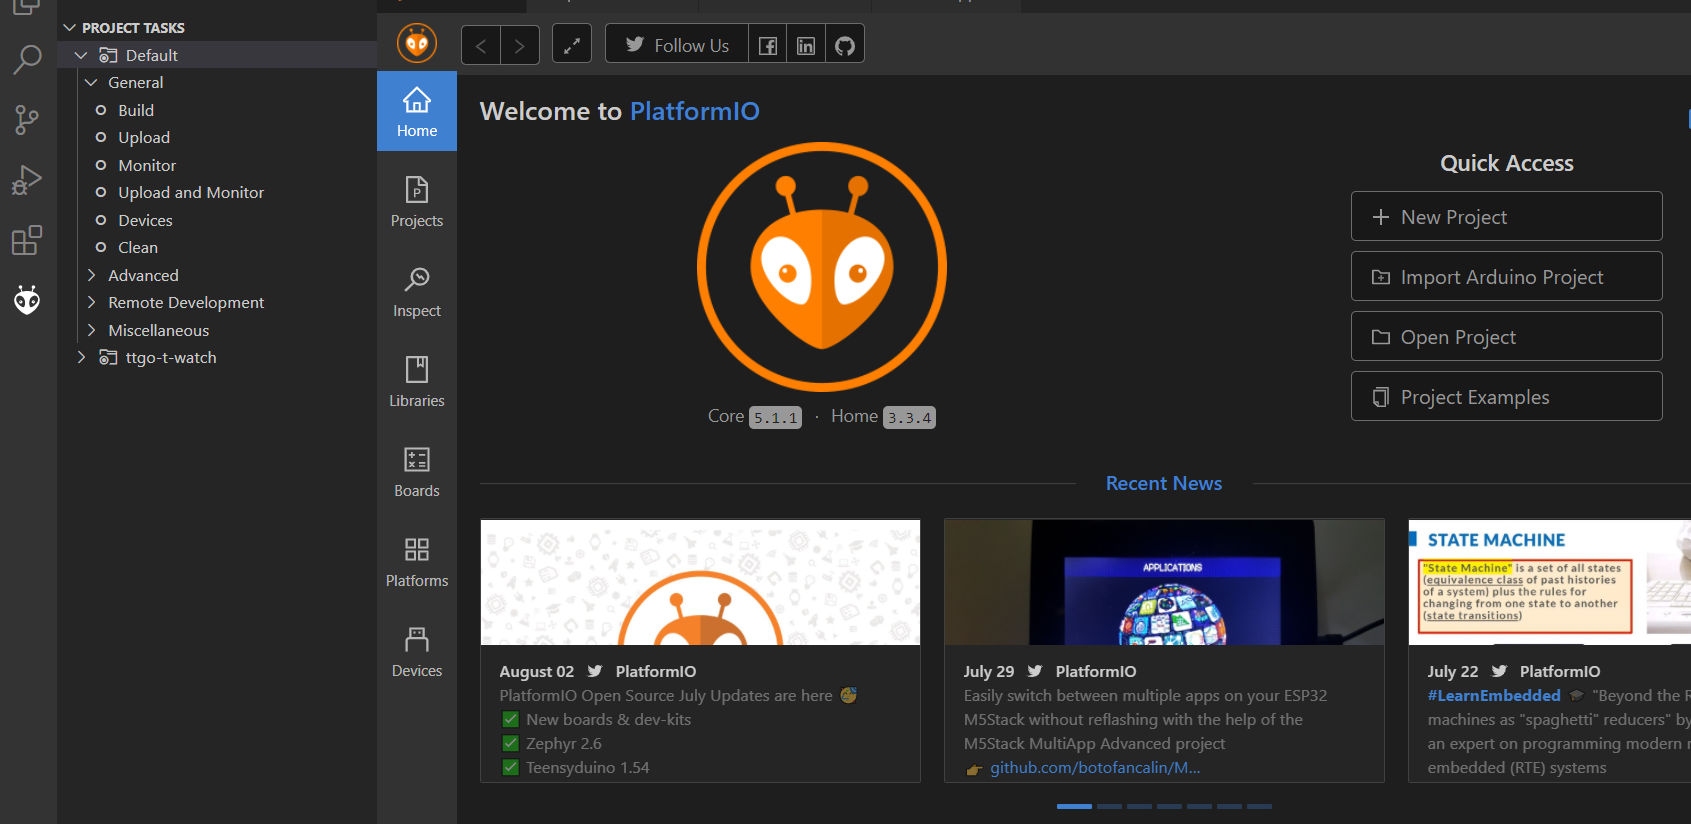 PROJECT TASKS
Default
General
Build
Upload
Monitor
Upload and Monitor
Devices
Clean
Advanced
Remote Development
Miscellaneous
ttgo-t-watch
Follow Us
Home
Projects
Inspect
Libraries
Boards
Platforms
Devices
Welcome to PlatformIO
Core 5.1.1 · Home 3.3.4
Quick Access
New Project
Import Arduino Project
Open Project
Project Examples
Recent News
August 02 PlatformIO
PlatformIO Open Source July Updates are here 🥳
✅ New boards & dev-kits
✅ Zephyr 2.6
✅ Teensyduino 1.54
APPLICATIONS
July 29 PlatformIO
Easily switch between multiple apps on your ESP32
M5Stack without reflashing with the help of the
M5Stack MultiApp Advanced project
👉 github.com/botofancalin/M...
STATE MACHINE
"State Machine" is a set of all states
(equivalence class of past histories
of a system) plus the rules for
changing from one state to another
(state transitions)
July 22 PlatformIO
#LearnEmbedded 🎓 "Beyond the
machines as "spaghetti" reducers" by
an expert on programming modern
embedded (RTE) systems